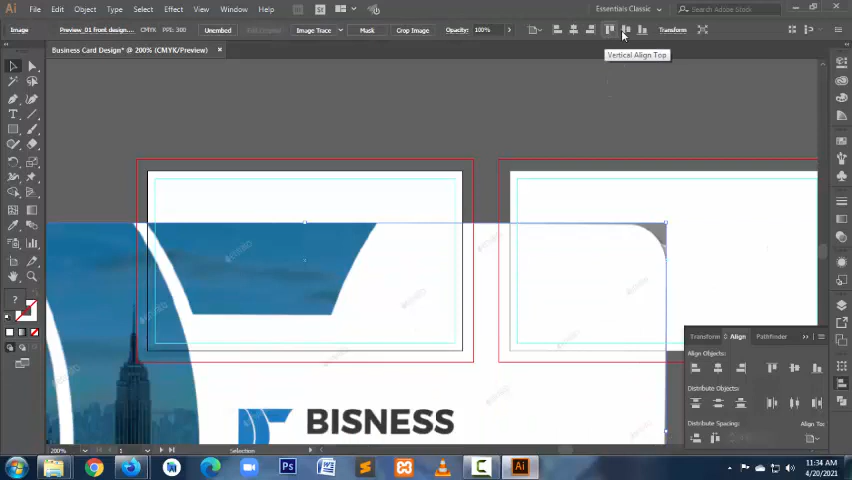 Ai File Edit Object Type Select Effect View Window Help
Essentials Classic
Search Adobe Stock
Image Preview_01 front design.... CMYK PPI: 300 Unembed Image Trace Mask Crop Image Opacity: 100% Transform
Business Card Design* @ 200% (CMYK/Preview) ×
Vertical Align Top
BISNESS
Transform Align Pathfinder
Align Objects:
Distribute Objects:
Distribute Spacing: Align To:
200% 1 Selection
11:34 AM
4/20/2021